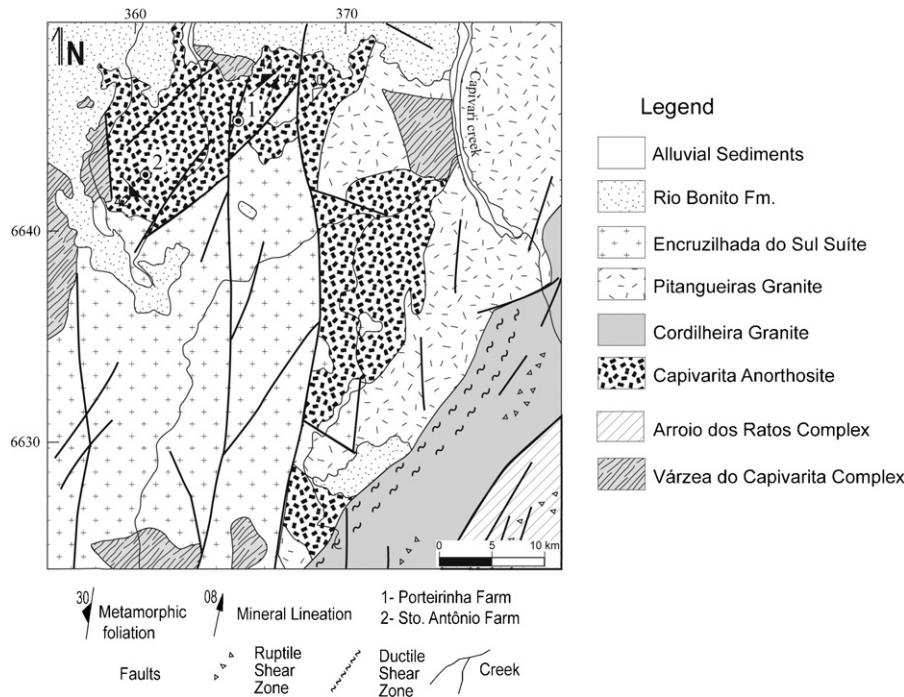 360 370
N
14
30
1
Capivari creek
2
42
6640
6630
0 5 10 km
Legend
Alluvial Sediments
Rio Bonito Fm.
Encruzilhada do Sul Suíte
Pitangueiras Granite
Cordilheira Granite
Capivarita Anorthosite
Arroio dos Ratos Complex
Várzea do Capivarita Complex
30 Metamorphic
foliation
08 Mineral Lineation
1- Porteirinha Farm
2- Sto. Antônio Farm
Faults
Ruptile
Shear
Zone
Ductile
Shear
Zone
Creek